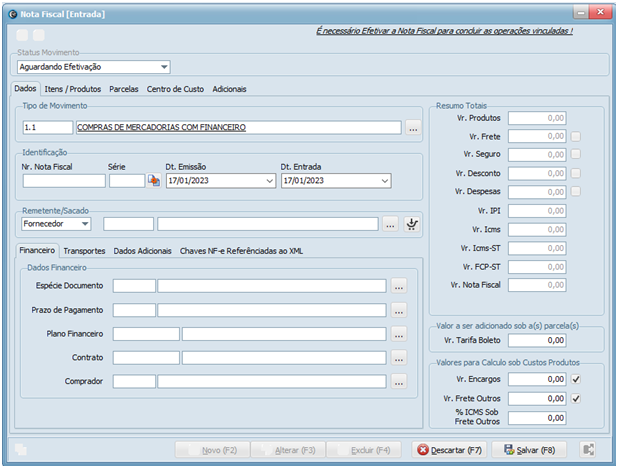 Nota Fiscal [Entrada]
É necessário Efetivar a Nota Fiscal para concluir as operações vinculadas !
Status Movimento
Aguardando Efetivação
Dados Itens / Produtos Parcelas Centro de Custo Adicionais
Tipo de Movimento
1.1 COMPRAS DE MERCADORIAS COM FINANCEIRO ...
Identificação
Nr. Nota Fiscal Série Dt. Emissão Dt. Entrada
17/01/2023 17/01/2023
Remetente/Sacado
Fornecedor ...
Financeiro Transportes Dados Adicionais Chaves NF-e Referênciadas ao XML
Dados Financeiro
Espécie Documento ...
Prazo de Pagamento ...
Plano Financeiro ...
Contrato ...
Comprador ...
Resumo Totais
Vr. Produtos 0,00
Vr. Frete 0,00
Vr. Seguro 0,00
Vr. Desconto 0,00
Vr. Despesas 0,00
Vr. IPI 0,00
Vr. Icms 0,00
Vr. Icms-ST 0,00
Vr. FCP-ST 0,00
Vr. Nota Fiscal 0,00
Valor a ser adicionado sob a(s) parcela(s)
Vr. Tarifa Boleto 0,00
Valores para Calculo sob Custos Produtos
Vr. Encargos 0,00
Vr. Frete Outros 0,00
% ICMS Sob
Frete Outros 0,00
Novo (F2) Alterar (F3) Excluir (F4) Descartar (F7) Salvar (F8)